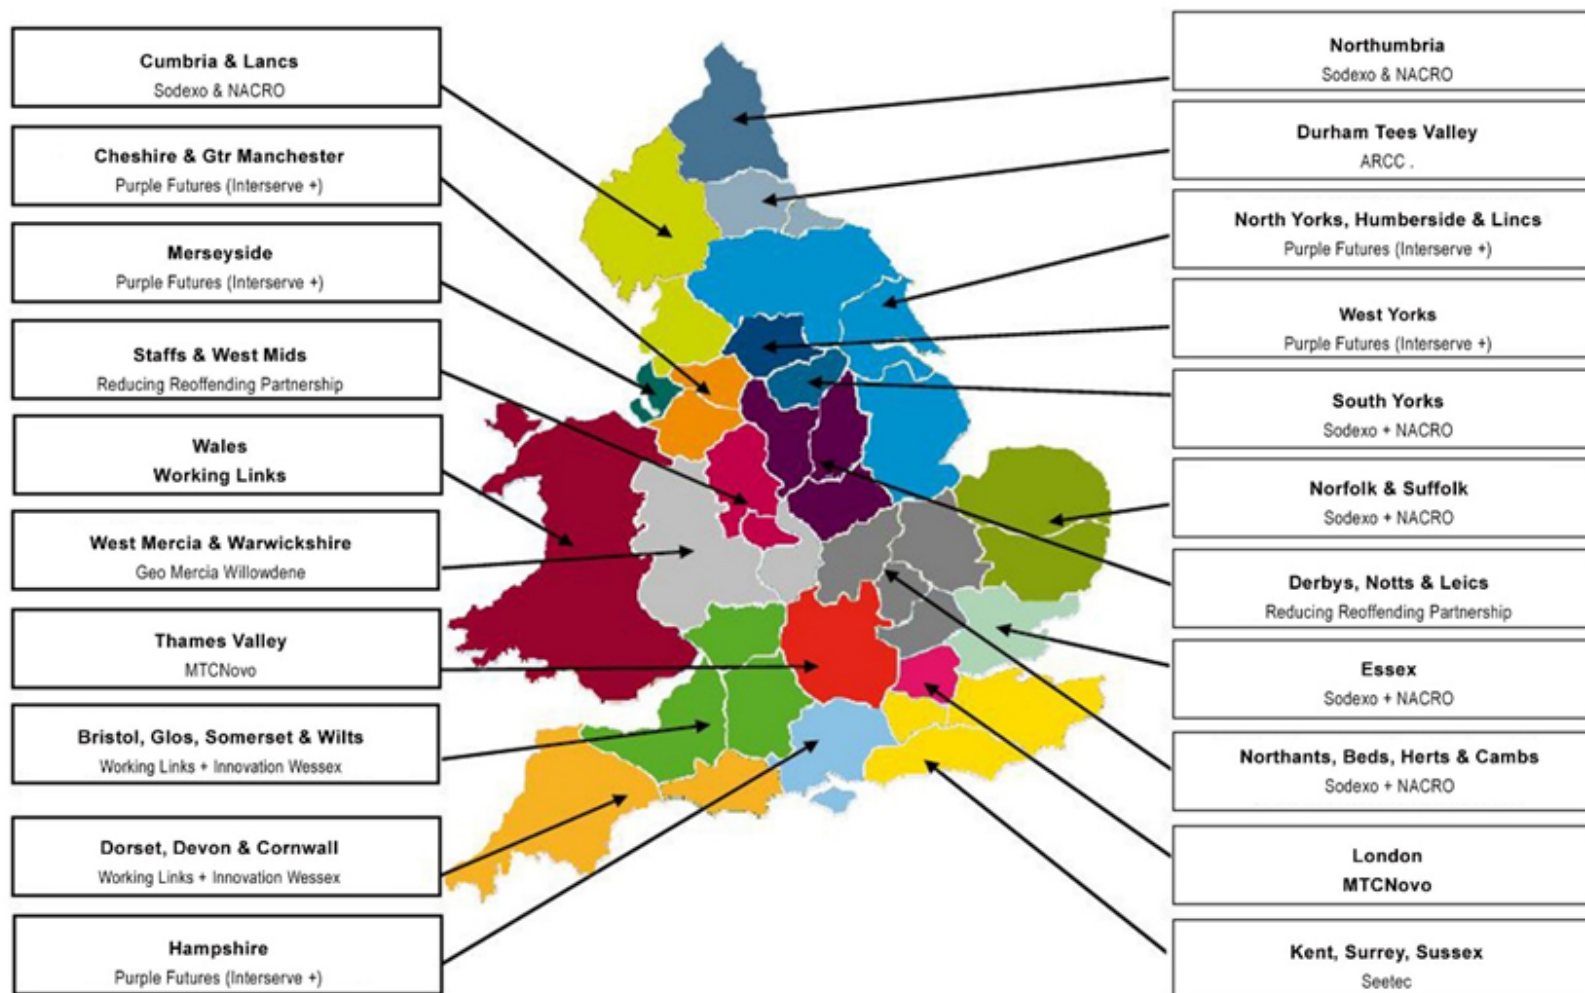 Cumbria & Lancs
Sodexo & NACRO
Cheshire & Gtr Manchester
Purple Futures (Interserve +)
Merseyside
Purple Futures (Interserve +)
Staffs & West Mids
Reducing Reoffending Partnership
Wales
Working Links
West Mercia & Warwickshire
Geo Mercia Willowdene
Thames Valley
MTCNovo
Bristol, Glos, Somerset & Wilts
Working Links + Innovation Wessex
Dorset, Devon & Cornwall
Working Links + Innovation Wessex
Hampshire
Purple Futures (Interserve +)
Northumbria
Sodexo & NACRO
Durham Tees Valley
ARCC .
North Yorks, Humberside & Lincs
Purple Futures (Interserve +)
West Yorks
Purple Futures (Interserve +)
South Yorks
Sodexo + NACRO
Norfolk & Suffolk
Sodexo + NACRO
Derbys, Notts & Leics
Reducing Reoffending Partnership
Essex
Sodexo + NACRO
Northants, Beds, Herts & Cambs
Sodexo + NACRO
London
MTCNovo
Kent, Surrey, Sussex
Seetec